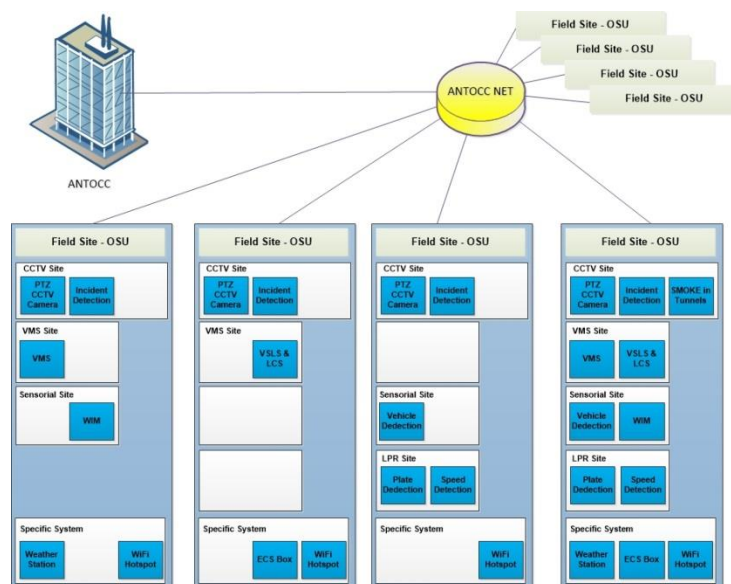 Field Site - OSU
Field Site - OSU
Field Site - OSU
Field Site - OSU
ANTOCC NET
ANTOCC
Field Site - OSU
CCTV Site
PTZ
CCTV
Camera
Incident
Detection
VMS Site
VMS
Sensorial Site
WIM
Specific System
Weather
Station
WiFi
Hotspot
Field Site - OSU
CCTV Site
PTZ
CCTV
Camera
Incident
Detection
VMS Site
VSLS &
LCS
Specific System
ECS Box
WiFi
Hotspot
Field Site - OSU
CCTV Site
PTZ
CCTV
Camera
Incident
Detection
Sensorial Site
Vehicle
Dedection
LPR Site
Plate
Dedection
Speed
Detection
Specific System
WiFi
Hotspot
Field Site - OSU
CCTV Site
PTZ
CCTV
Camera
Incident
Detection
SMOKE in
Tunnels
VMS Site
VMS
VSLS &
LCS
Sensorial Site
Vehicle
Dedection
WIM
LPR Site
Plate
Dedection
Speed
Detection
Specific System
Weather
Station
ECS Box
WiFi
Hotspot